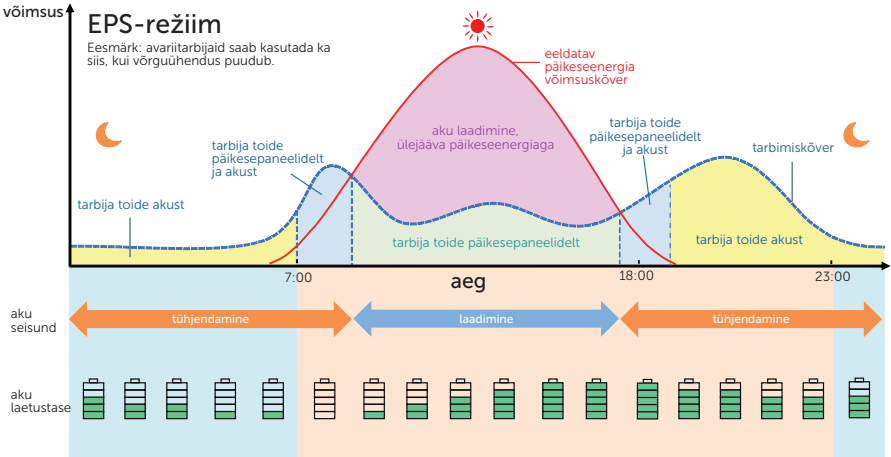 võimsus
EPS-režiim
Eesmärk: avariitarbijaid saab kasutada ka
siis, kui võrguühendus puudub.
eeldatav
päikeseenergia
võimsuskõver
tarbija toide
päikesepaneelidelt
ja akust
aku laadimine,
ülejääva päikeseenergiaga
tarbija toide
päikesepaneelidelt
ja akust
tarbimiskõver
tarbija toide akust
tarbija toide päikesepaneelidelt
tarbija toide akust
7:00
aeg
18:00
23:00
aku
seisund
tühjendamine
laadimine
tühjendamine
aku
laetustase